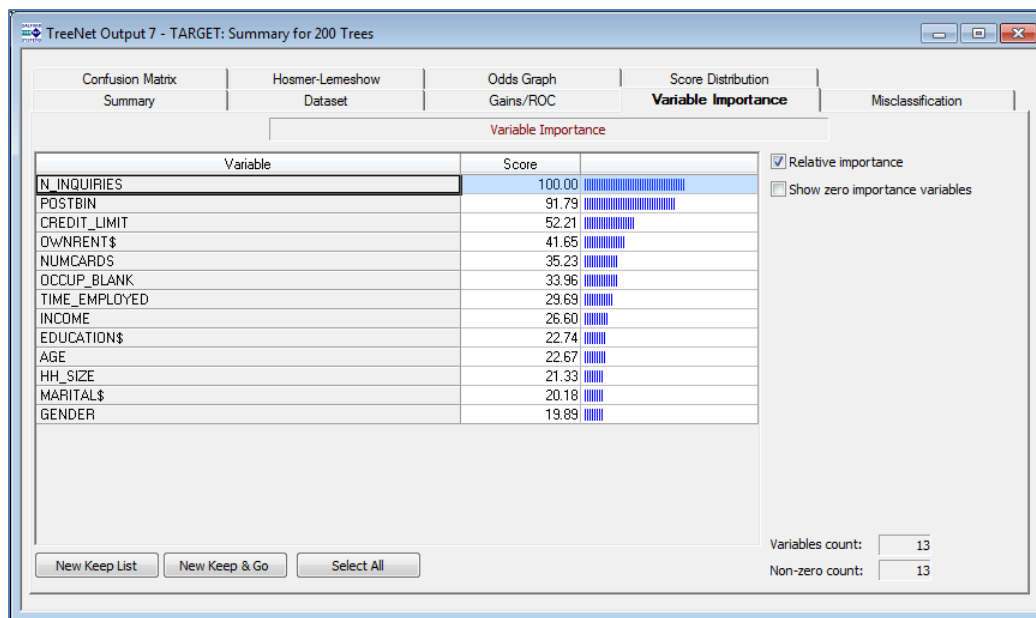 TreeNet Output 7 - TARGET: Summary for 200 Trees
Confusion Matrix Hosmer-Lemeshow Odds Graph Score Distribution
Summary Dataset Gains/ROC Variable Importance Misclassification
Variable Importance
Variable Score
Relative importance
Show zero importance variables
N_INQUIRIES 100.00
POSTBIN 91.79
CREDIT_LIMIT 52.21
OWNRENT$ 41.65
NUMCARDS 35.23
OCCUP_BLANK 33.96
TIME_EMPLOYED 29.69
INCOME 26.60
EDUCATION$ 22.74
AGE 22.67
HH_SIZE 21.33
MARITAL$ 20.18
GENDER 19.89
Variables count: 13
Non-zero count: 13
New Keep List New Keep & Go Select All